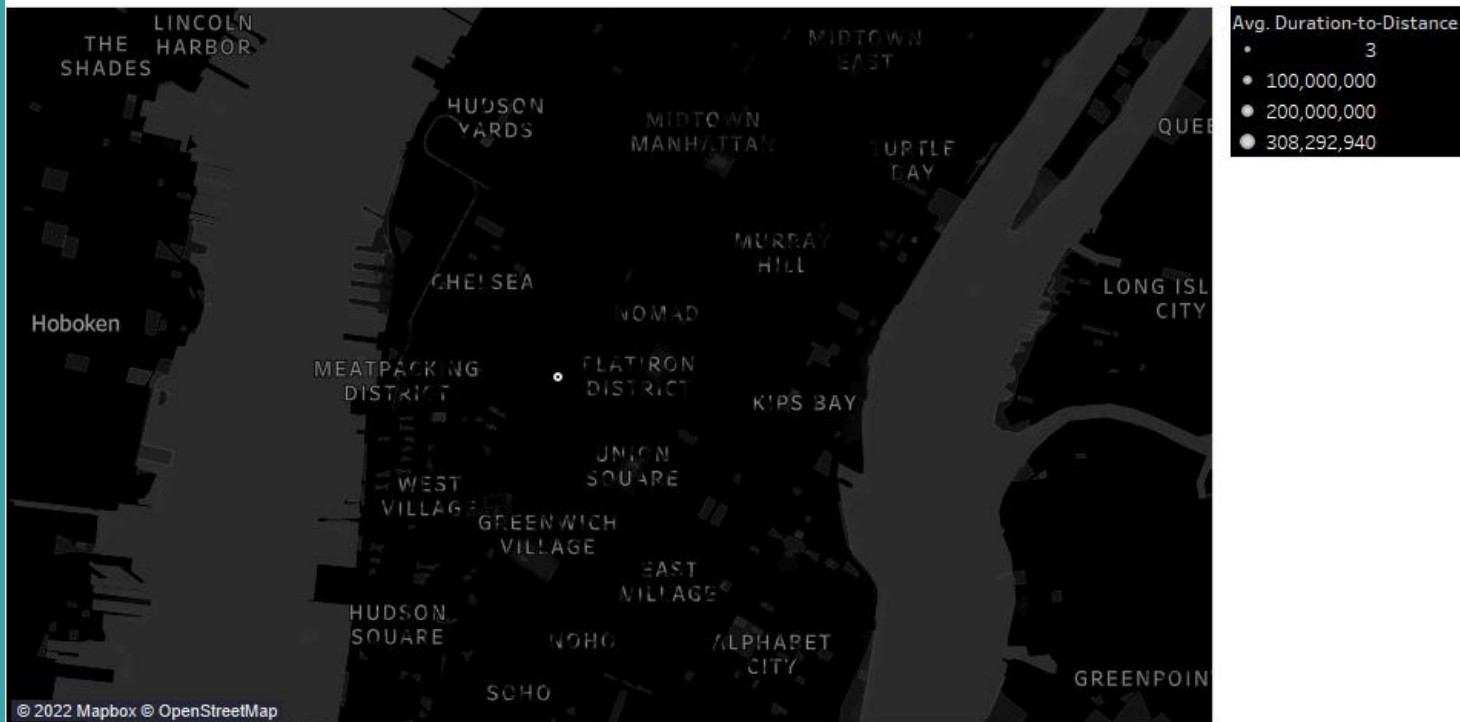 LINCOLN
HARBOR
THE
SHADES
MIDTOWN
EAST
HUDSON
YARDS
MIDTOWN
MANHATTAN
QUEE
TURTLE
BAY
MURRAY
HILL
CHELSEA
LONG ISL
CITY
NOMAD
Hoboken
MEATPACKING
DISTRICT
FLATIRON
DISTRICT
KIPS BAY
UNION
SQUARE
WEST
VILLAGE
GREENWICH
VILLAGE
EAST
VILLAGE
HUDSON
SQUARE
NOHO
ALPHABET
CITY
GREENPOIN
SOHO
© 2022 Mapbox © OpenStreetMap
Avg. Duration-to-Distance
3
100,000,000
200,000,000
308,292,940